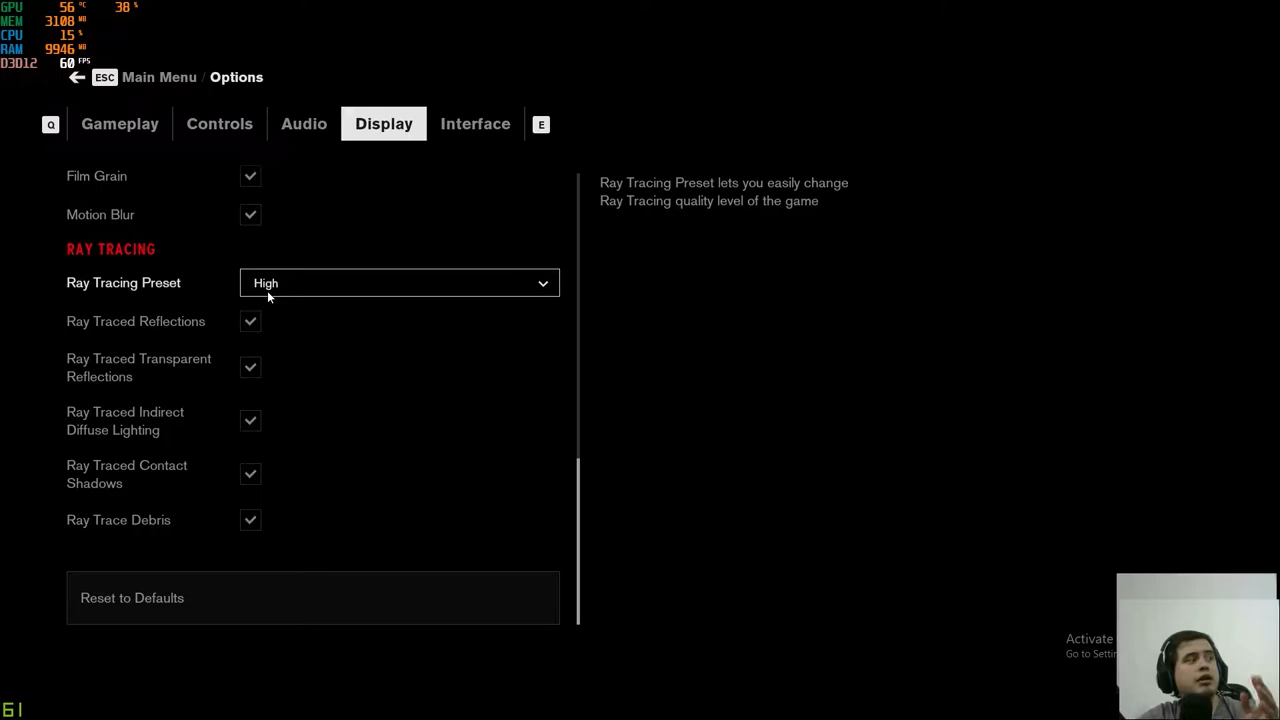 GPU 56 °C 38 %
MEM 3108 MB
CPU 15 %
RAM 9946 MB
D3D12 60 FPS
ESC Main Menu / Options
Q Gameplay Controls Audio Display Interface E
Film Grain
Motion Blur
RAY TRACING
Ray Tracing Preset High
Ray Traced Reflections
Ray Traced Transparent
Reflections
Ray Traced Indirect
Diffuse Lighting
Ray Traced Contact
Shadows
Ray Trace Debris
Reset to Defaults
Ray Tracing Preset lets you easily change
Ray Tracing quality level of the game
Activate
Go to Settin
61